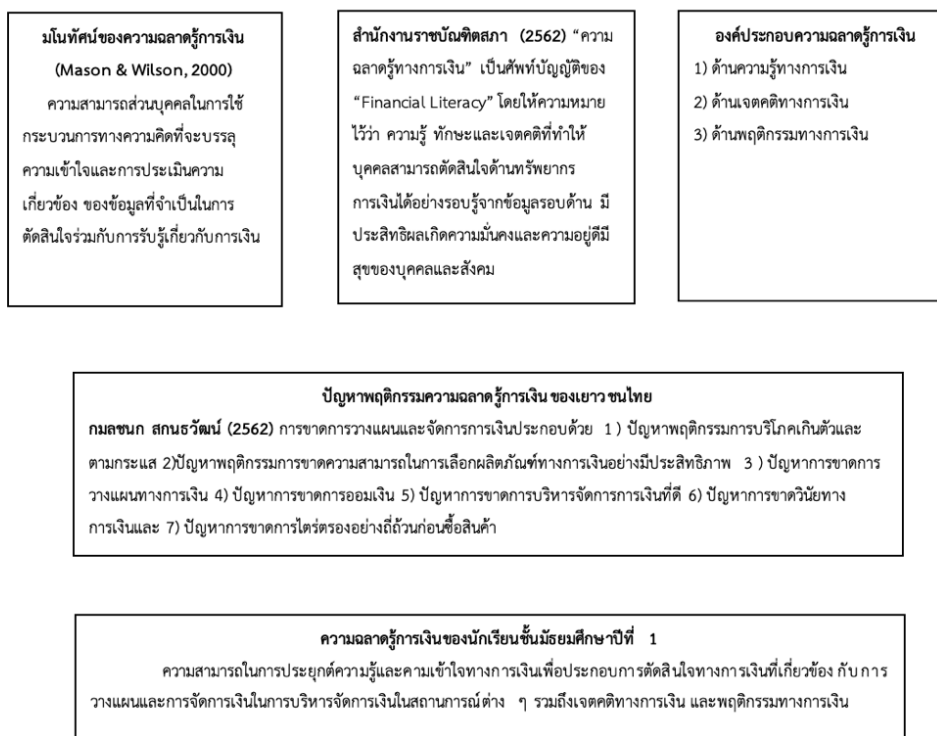 มโนทัศน์ของความฉลาดรู้การเงิน
(Mason & Wilson, 2000)
ความสามารถส่วนบุคคลในการใช้
กระบวนการทางความคิดที่จะบรรลุ
ความเข้าใจและการประเมินความ
เกี่ยวข้อง ของข้อมูลที่จำเป็นในการ
ตัดสินใจร่วมกับการรับรู้เกี่ยวกับการเงิน
สำนักงานราชบัณฑิตสภา (2562) “ความ
ฉลาดรู้ทางการเงิน” เป็นศัพท์บัญญัติของ
“Financial Literacy” โดยให้ความหมาย
ไว้ว่า ความรู้ ทักษะและเจตคติที่ทำให้
บุคคลสามารถตัดสินใจด้านทรัพยากร
การเงินได้อย่างรอบรู้จากข้อมูลรอบด้าน มี
ประสิทธิผลเกิดความมั่นคงและความอยู่ดีมี
สุขของบุคคลและสังคม
องค์ประกอบความฉลาดรู้การเงิน
1) ด้านความรู้ทางการเงิน
2) ด้านเจตคติทางการเงิน
3) ด้านพฤติกรรมทางการเงิน
ปัญหาพฤติกรรมความฉลาดรู้การเงิน ของเยาวชนไทย
กมลชนก สกนธวัฒน์ (2562) การขาดการวางแผนและจัดการการเงินประกอบด้วย 1 ) ปัญหาพฤติกรรมการบริโภคเกินตัวและ
ตามกระแส 2)ปัญหาพฤติกรรมการขาดความสามารถในการเลือกผลิตภัณฑ์ทางการเงินอย่างมีประสิทธิภาพ 3 ) ปัญหาการขาดการ
วางแผนทางการเงิน 4) ปัญหาการขาดการออมเงิน 5) ปัญหาการขาดการบริหารจัดการการเงินที่ดี 6) ปัญหาการขาดวินัยทาง
การเงินและ 7) ปัญหาการขาดการไตร่ตรองอย่างถี่ถ้วนก่อนซื้อสินค้า
ความฉลาดรู้การเงินของนักเรียนชั้นมัธยมศึกษาปีที่ 1
ความสามารถในการประยุกต์ความรู้และคามเข้าใจทางการเงินเพื่อประกอบการตัดสินใจทางการเงินที่เกี่ยวข้อง กับการ
วางแผนและการจัดการเงินในการบริหารจัดการเงินในสถานการณ์ต่าง ๆ รวมถึงเจตคติทางการเงิน และพฤติกรรมทางการเงิน